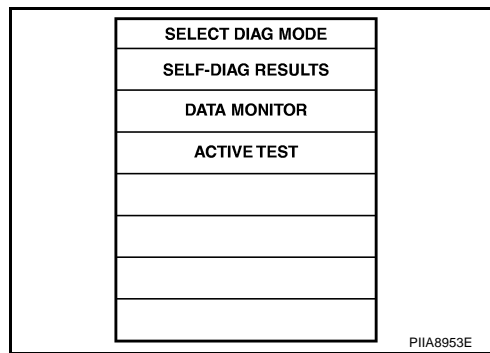 SELECT DIAG MODE
SELF-DIAG RESULTS
DATA MONITOR
ACTIVE TEST
PIIA8953E